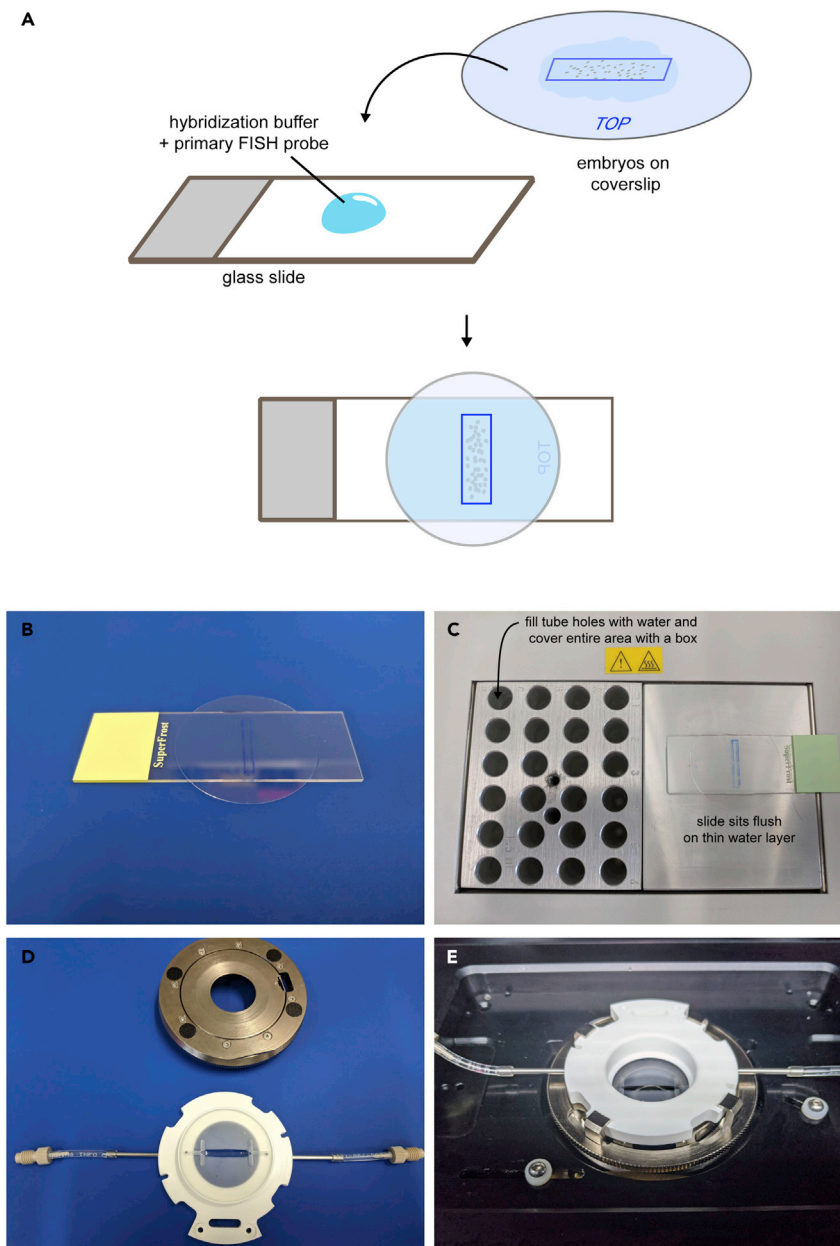 A
hybridization buffer
+ primary FISH probe
TOP
embryos on
coverslip
glass slide
TOP
B
SuperFrost
C
fill tube holes with water and
cover entire area with a box
SuperFrost
slide sits flush
on thin water layer
D
E